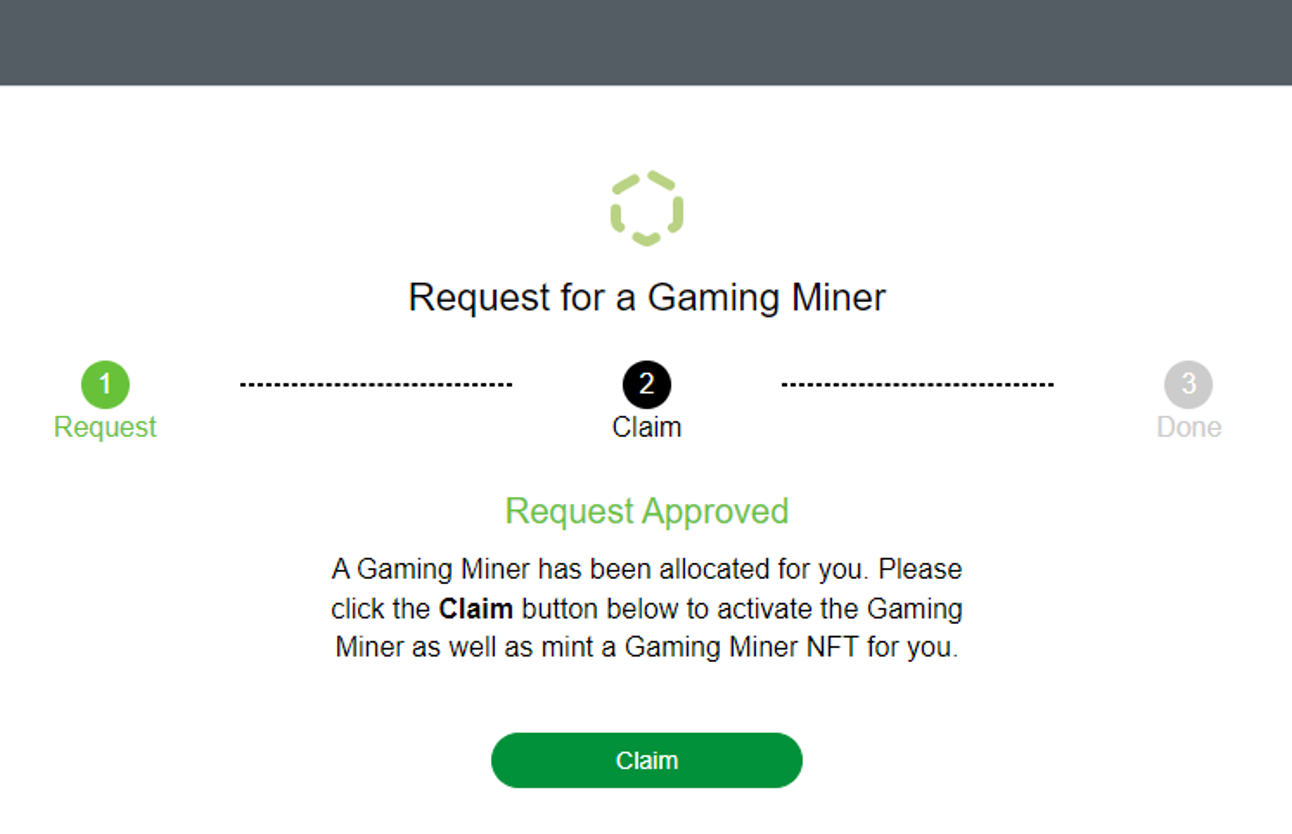 Request for a Gaming Miner
1 2 3
Request Claim Done
Request Approved
A Gaming Miner has been allocated for you. Please
click the Claim button below to activate the Gaming
Miner as well as mint a Gaming Miner NFT for you.
Claim